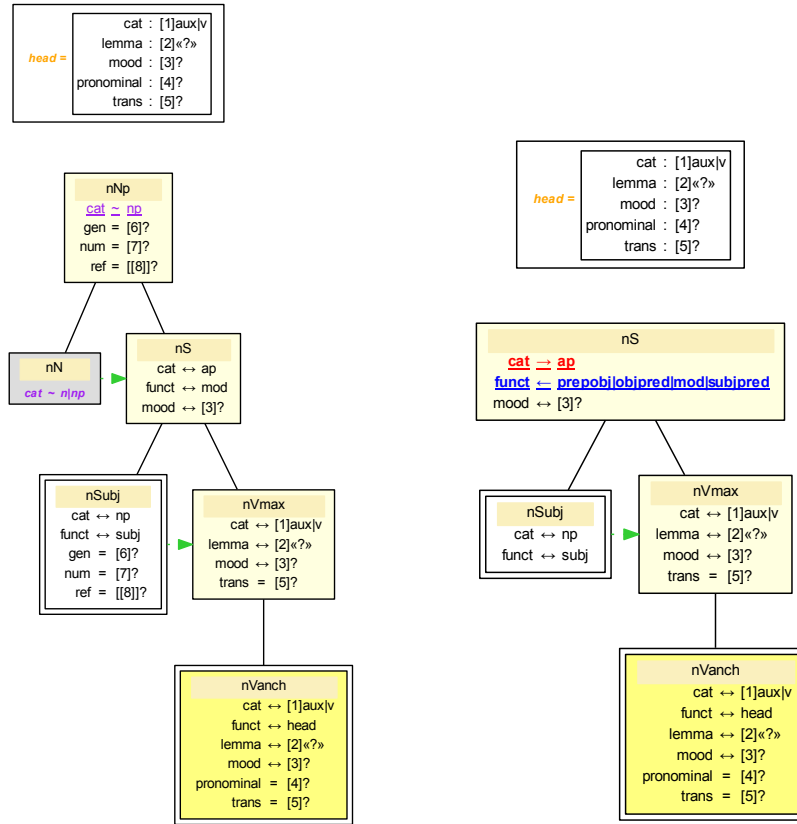 head =
cat : [1]aux|v
lemma : [2]«?»
mood : [3]?
pronominal : [4]?
trans : [5]?
nNp
cat ~ np
gen = [6]?
num = [7]?
ref = [[8]]?
nN
cat ~ n|np
nS
cat ↔ ap
funct ↔ mod
mood ↔ [3]?
nSubj
cat ↔ np
funct ↔ subj
gen = [6]?
num = [7]?
ref = [[8]]?
nVmax
cat ↔ [1]aux|v
lemma ↔ [2]«?»
mood ↔ [3]?
trans = [5]?
nVanch
cat ↔ [1]aux|v
funct ↔ head
lemma ↔ [2]«?»
mood ↔ [3]?
pronominal = [4]?
trans = [5]?
head =
cat : [1]aux|v
lemma : [2]«?»
mood : [3]?
pronominal : [4]?
trans : [5]?
nS
cat → ap
funct ← prepobj|objpred|mod|subjpred
mood ↔ [3]?
nSubj
cat ↔ np
funct ↔ subj
nVmax
cat ↔ [1]aux|v
lemma ↔ [2]«?»
mood ↔ [3]?
trans = [5]?
nVanch
cat ↔ [1]aux|v
funct ↔ head
lemma ↔ [2]«?»
mood ↔ [3]?
pronominal = [4]?
trans = [5]?